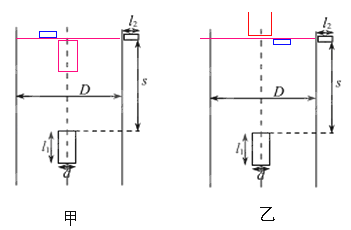 l₂ l₂
s s
D D
l₁ l₁
d d
甲 乙